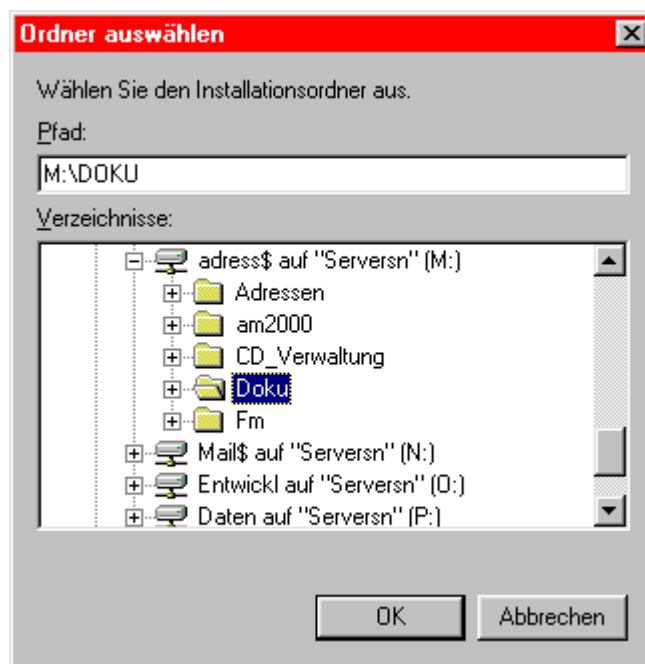 Ordner auswählen
Wählen Sie den Installationsordner aus.
Pfad:
M:\DOKU
Verzeichnisse:
adress$ auf "Serversn" (M:)
Adressen
am2000
CD_Verwaltung
Doku
Fm
Mail$ auf "Serversn" (N:)
Entwickl auf "Serversn" (O:)
Daten auf "Serversn" (P:)
OK Abbrechen